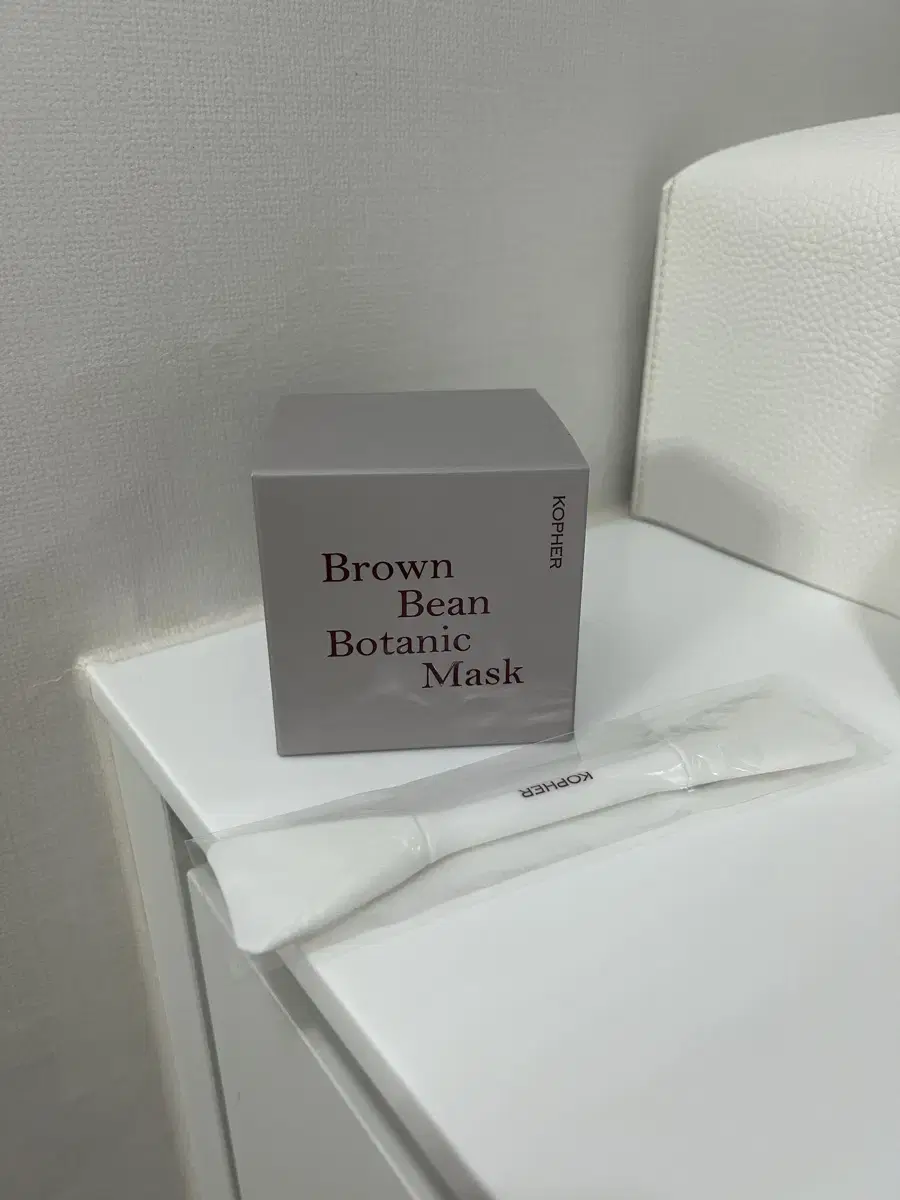 KOPHER
Brown
Bean
Botanic
Mask
KOPHER